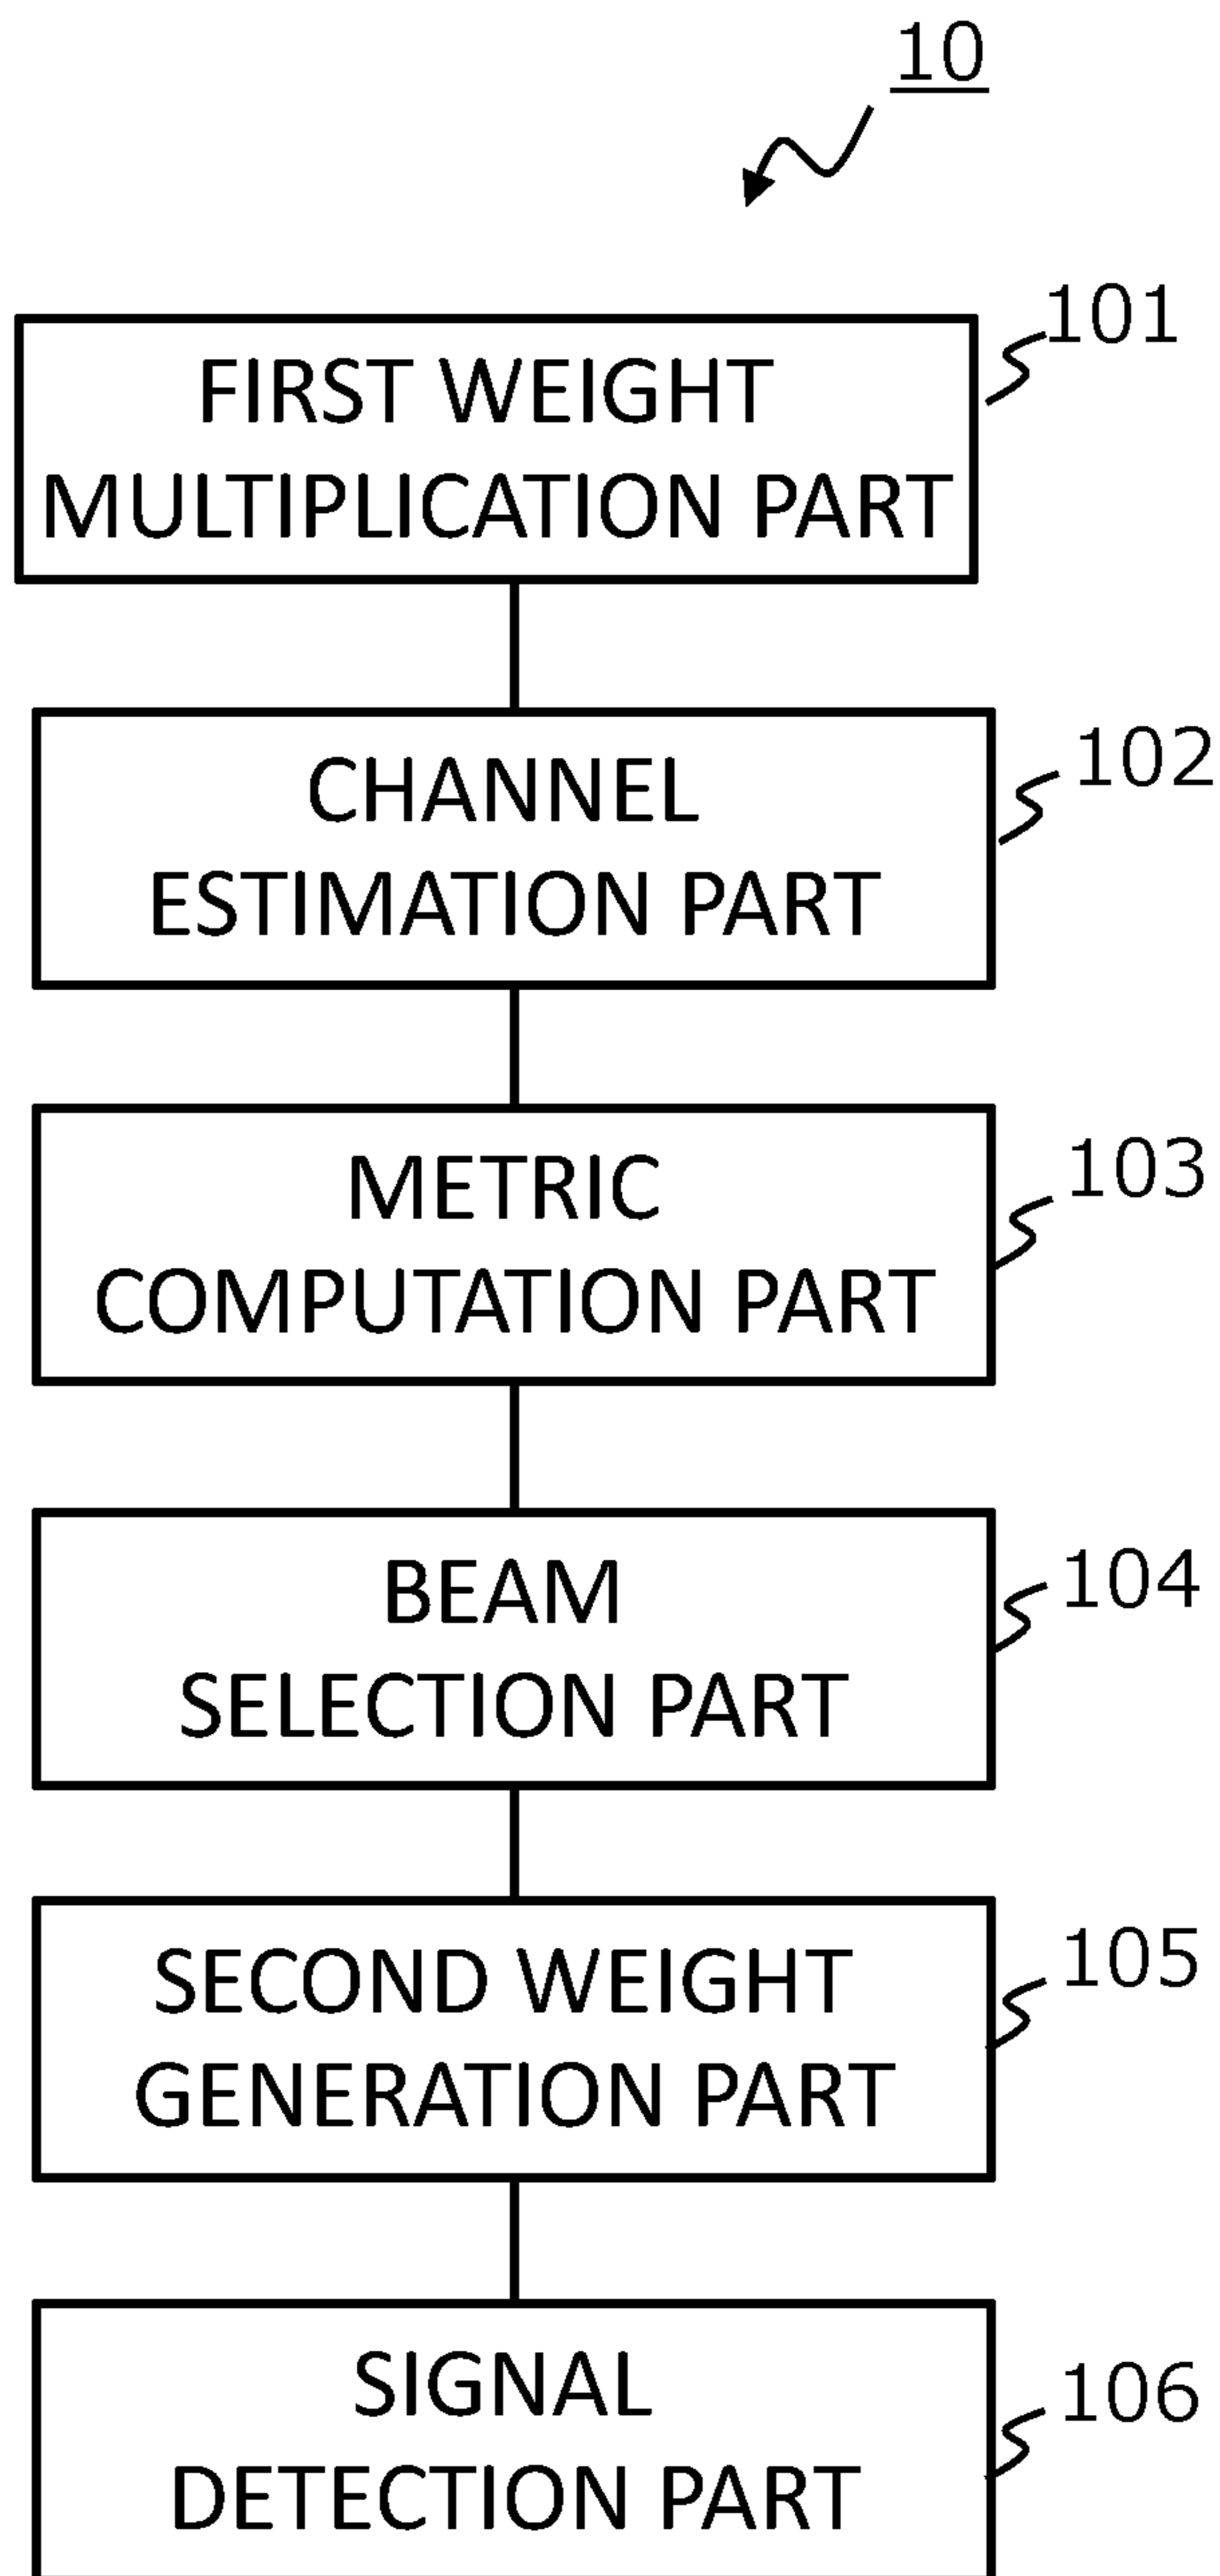 10
101
FIRST WEIGHT
MULTIPLICATION PART
102
CHANNEL
ESTIMATION PART
103
METRIC
COMPUTATION PART
104
BEAM
SELECTION PART
105
SECOND WEIGHT
GENERATION PART
106
SIGNAL
DETECTION PART